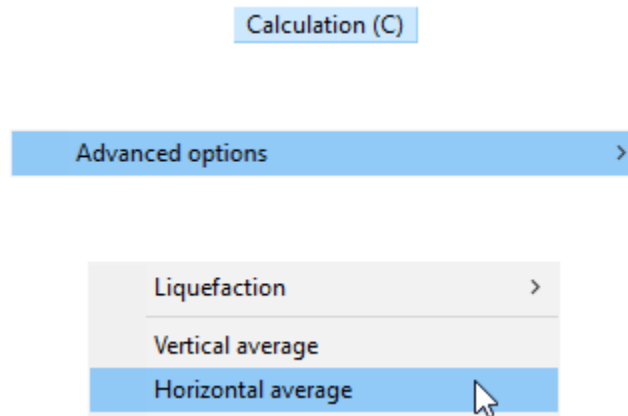 Calculation (C)
Advanced options
Liquefaction
Vertical average
Horizontal average